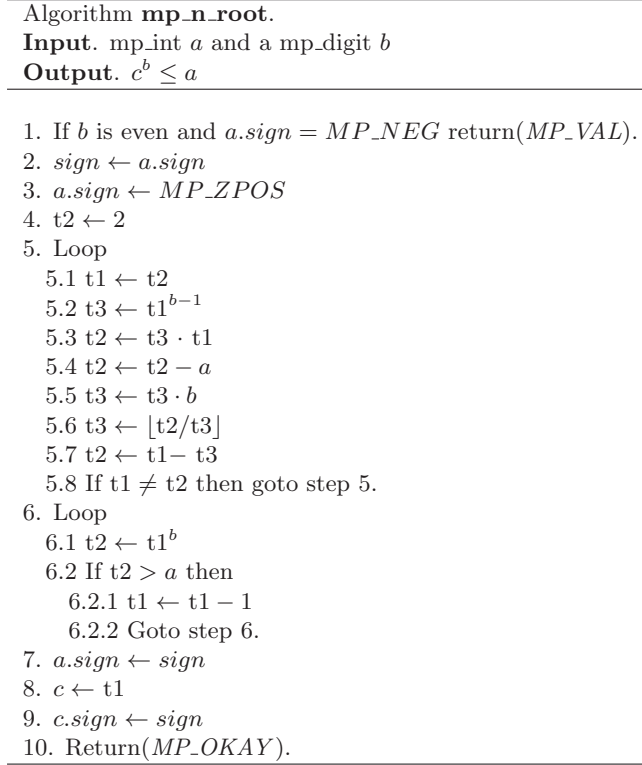 Algorithm mp_n_root.
Input. mp_int a and a mp_digit b
Output. c^b ≤ a
1. If b is even and a.sign = MP_NEG return(MP_VAL).
2. sign ← a.sign
3. a.sign ← MP_ZPOS
4. t2 ← 2
5. Loop
5.1 t1 ← t2
5.2 t3 ← t1^{b−1}
5.3 t2 ← t3 · t1
5.4 t2 ← t2 − a
5.5 t3 ← t3 · b
5.6 t3 ← ⌊t2/t3⌋
5.7 t2 ← t1− t3
5.8 If t1 ≠ t2 then goto step 5.
6. Loop
6.1 t2 ← t1^b
6.2 If t2 > a then
6.2.1 t1 ← t1 − 1
6.2.2 Goto step 6.
7. a.sign ← sign
8. c ← t1
9. c.sign ← sign
10. Return(MP_OKAY).